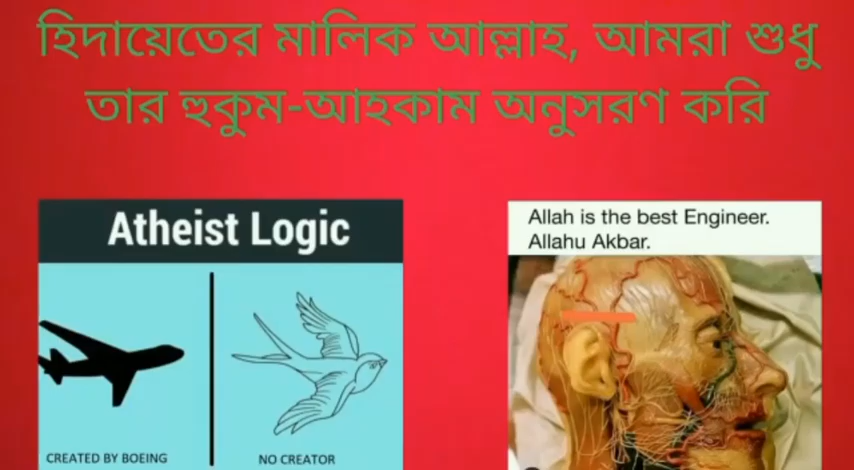 হিদায়েতের মালিক আল্লাহ, আমরা শুধু
তার হুকুম-আহকাম অনুসরণ করি
Atheist Logic
CREATED BY BOEING
NO CREATOR
Allah is the best Engineer.
Allahu Akbar.